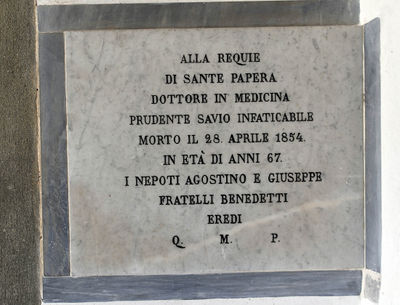 ALLA REQUIE
DI SANTE PAPERA
DOTTORE IN MEDICINA
PRUDENTE SAVIO INFATICABILE
MORTO IL 28. APRILE 1854.
IN ETÀ DI ANNI 67.
I NEPOTI AGOSTINO E GIUSEPPE
FRATELLI BENEDETTI
EREDI
Q. M. P.